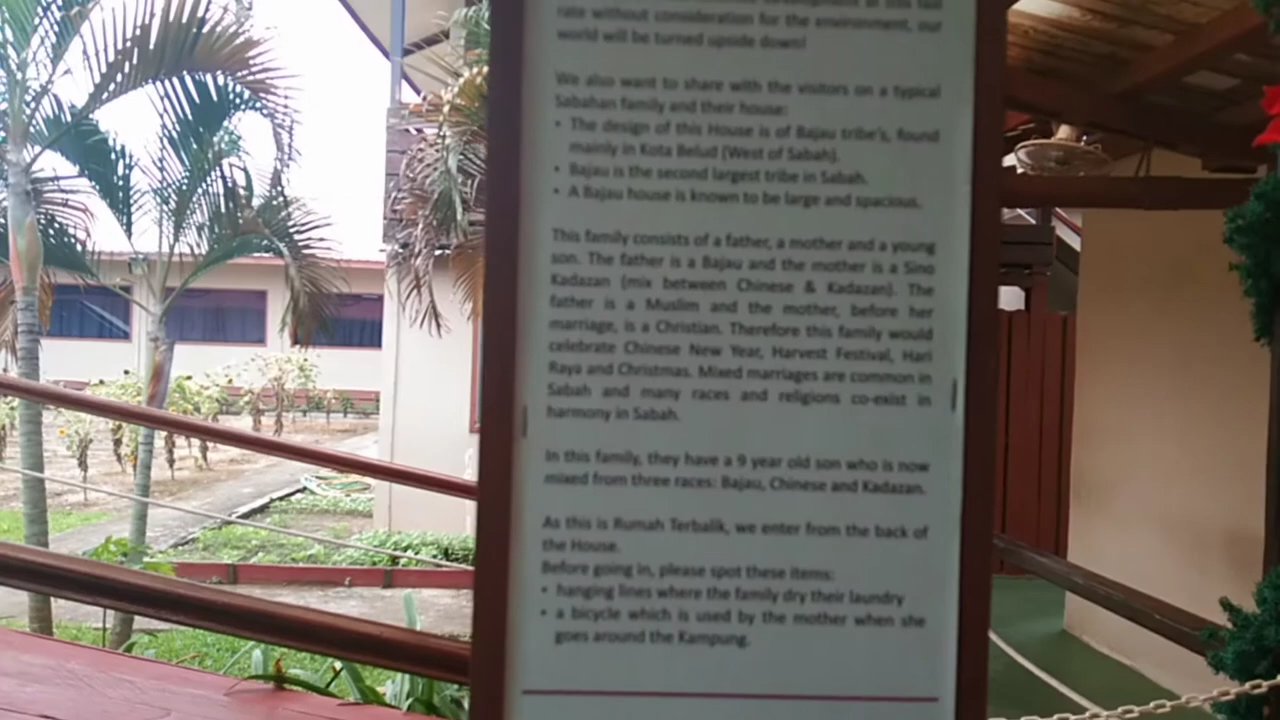 development at this fast
rate without consideration for the environment, our
world will be turned upside down!
We also want to share with the visitors on a typical
Sabahan family and their house:
• The design of this House is of Bajau tribe's, found
mainly in Kota Belud (West of Sabah).
• Bajau is the second largest tribe in Sabah.
• A Bajau house is known to be large and spacious.
This family consists of a father, a mother and a young
son. The father is a Bajau and the mother is a Sino
Kadazan (mix between Chinese & Kadazan). The
father is a Muslim and the mother, before her
marriage, is a Christian. Therefore this family would
celebrate Chinese New Year, Harvest Festival, Hari
Raya and Christmas. Mixed marriages are common in
Sabah and many races and religions co-exist in
harmony in Sabah.
In this family, they have a 9 year old son who is now
mixed from three races: Bajau, Chinese and Kadazan.
As this is Rumah Terbalik, we enter from the back of
the House.
Before going in, please spot these items:
• hanging lines where the family dry their laundry
• a bicycle which is used by the mother when she
goes around the Kampung.